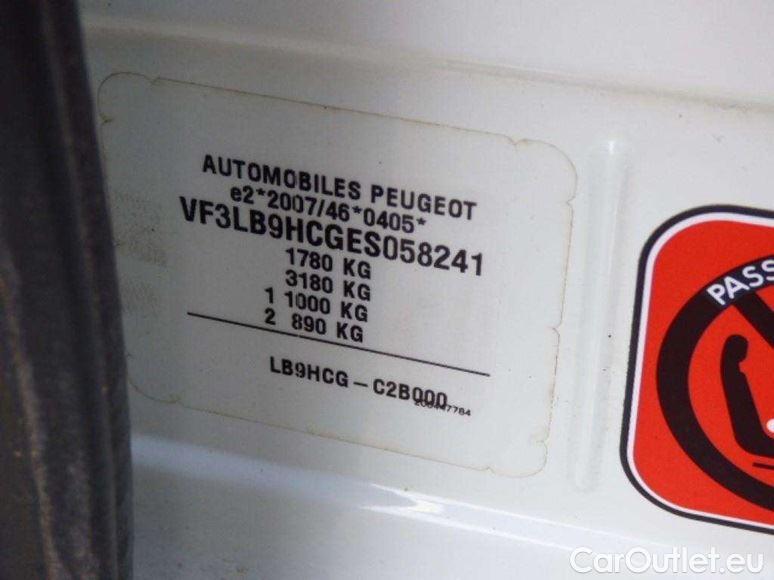 AUTOMOBILES PEUGEOT
e2*2007/46*0405*
VF3LB9HCGES058241
1780 KG
3180 KG
1 1000 KG
2 890 KG
LB9HCG - C2B000
PASS
CarOutlet.eu